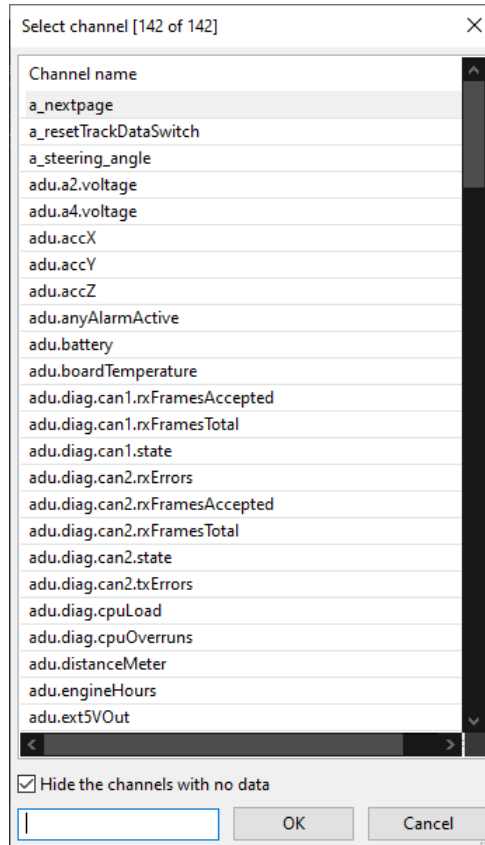 Select channel [142 of 142]
Channel name
a_nextpage
a_resetTrackDataSwitch
a_steering_angle
adu.a2.voltage
adu.a4.voltage
adu.accX
adu.accY
adu.accZ
adu.anyAlarmActive
adu.battery
adu.boardTemperature
adu.diag.can1.rxFramesAccepted
adu.diag.can1.rxFramesTotal
adu.diag.can1.state
adu.diag.can2.rxErrors
adu.diag.can2.rxFramesAccepted
adu.diag.can2.rxFramesTotal
adu.diag.can2.state
adu.diag.can2.txErrors
adu.diag.cpuLoad
adu.diag.cpuOverruns
adu.distanceMeter
adu.engineHours
adu.ext5VOut
Hide the channels with no data
OK Cancel